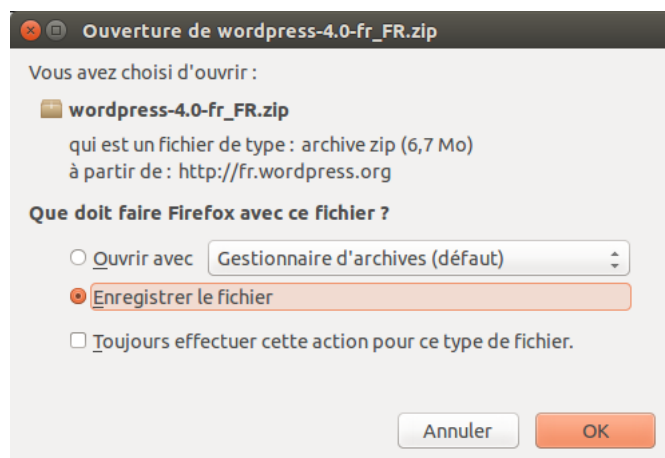 Ouverture de wordpress-4.0-fr_FR.zip
Vous avez choisi d'ouvrir :
wordpress-4.0-fr_FR.zip
qui est un fichier de type : archive zip (6,7 Mo)
à partir de : http://fr.wordpress.org
Que doit faire Firefox avec ce fichier ?
Ouvrir avec Gestionnaire d'archives (défaut)
Enregistrer le fichier
Toujours effectuer cette action pour ce type de fichier.
Annuler OK